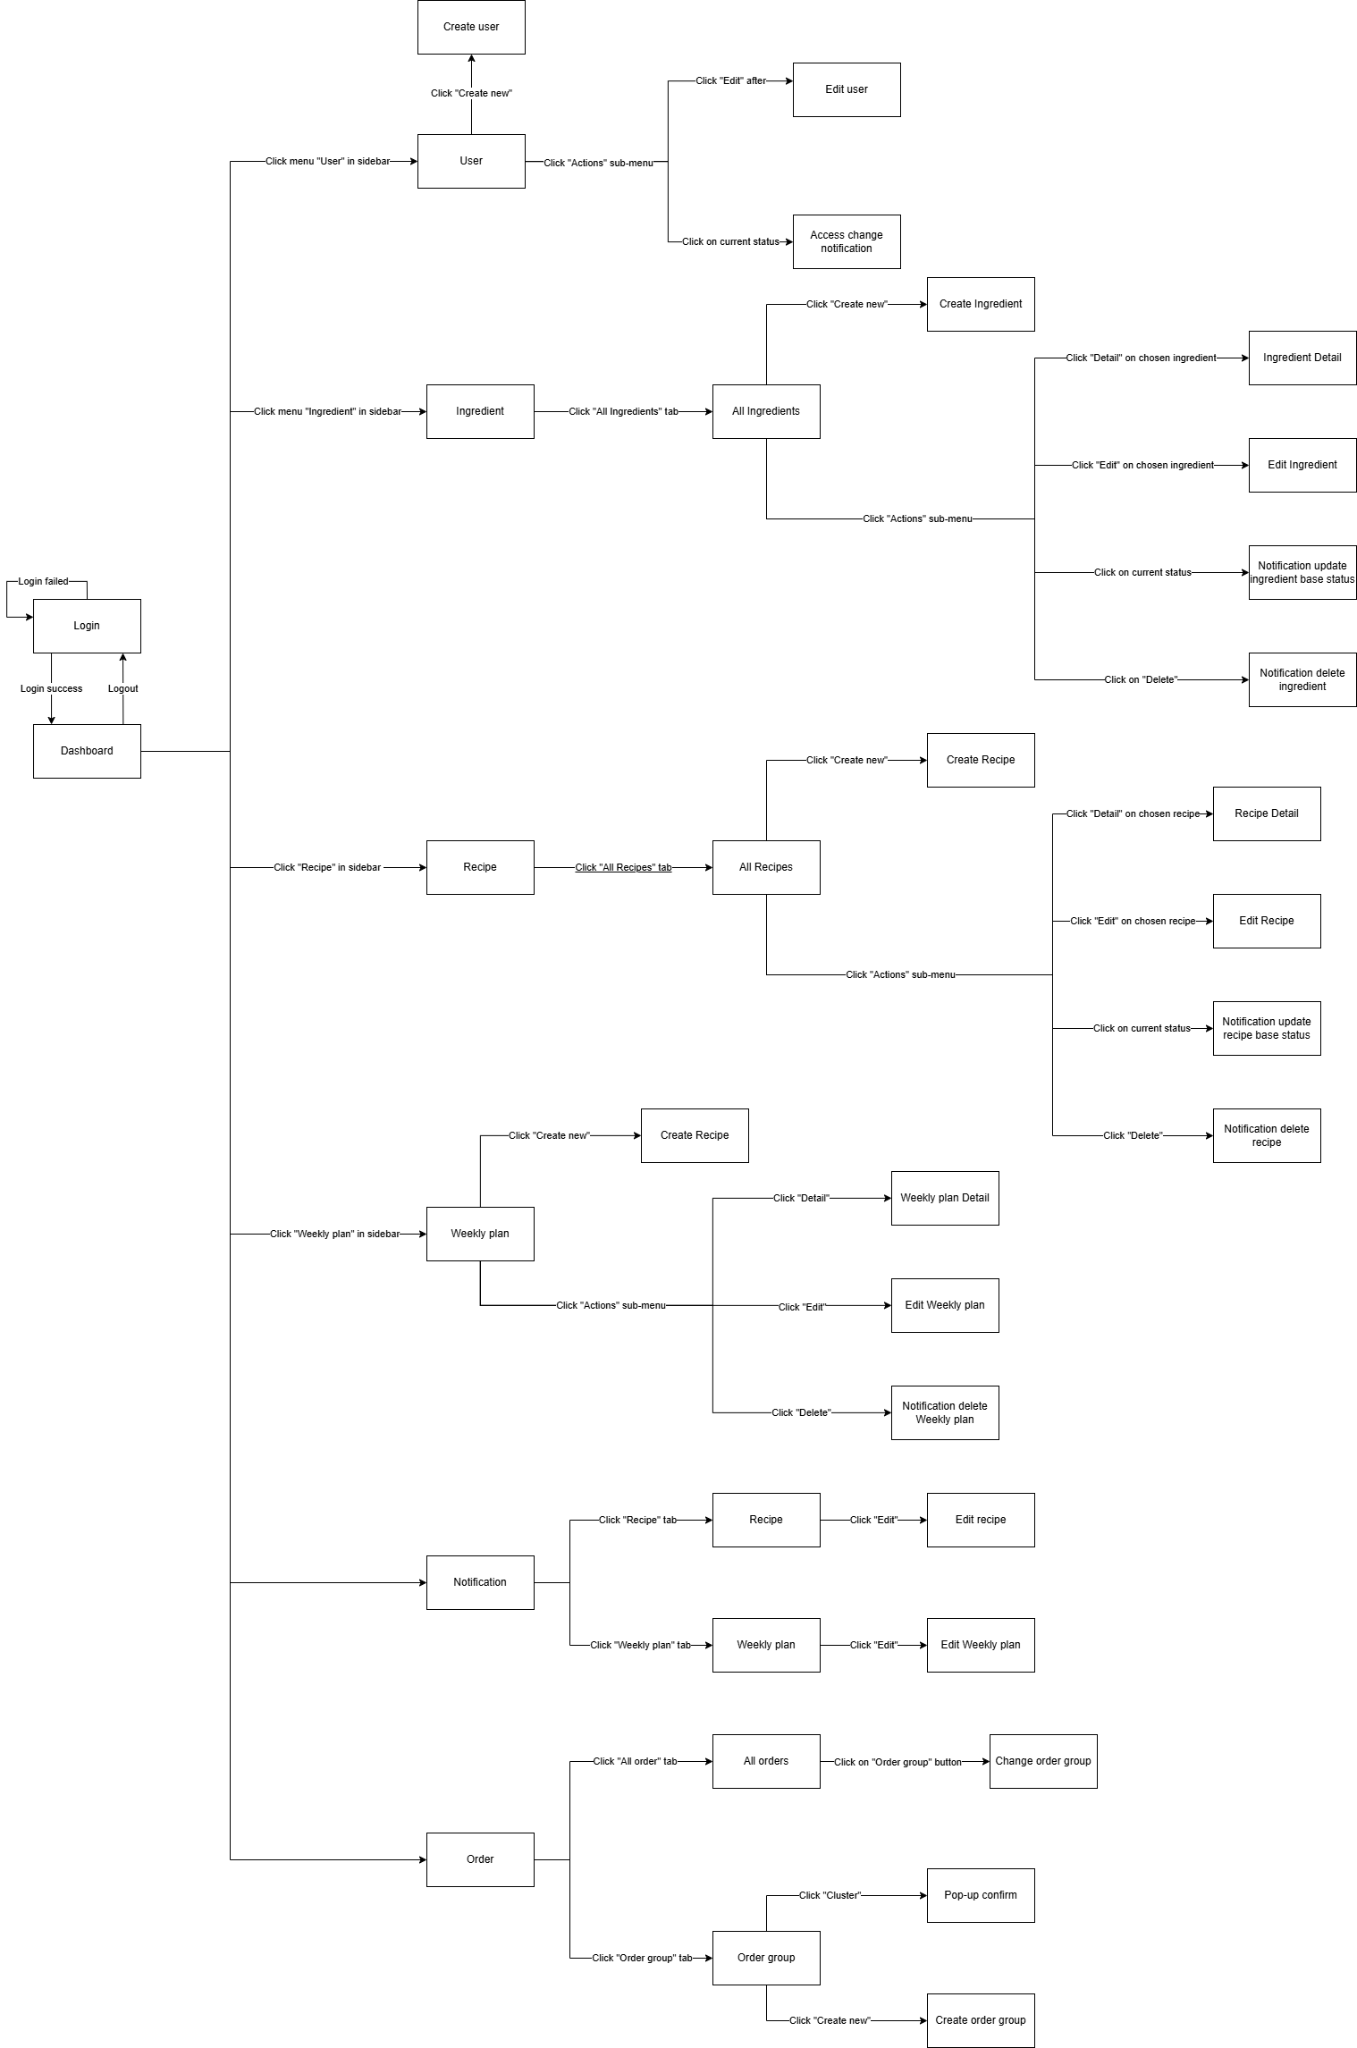 Create user
Click "Create new"
Click "Edit" after
Edit user
Click menu "User" in sidebar
User
Click "Actions" sub-menu
Click on current status
Access change
notification
Click "Create new"
Create Ingredient
Click "Detail" on chosen ingredient
Ingredient Detail
Click menu "Ingredient" in sidebar
Ingredient
Click "All Ingredients" tab
All Ingredients
Click "Edit" on chosen ingredient
Edit Ingredient
Click "Actions" sub-menu
Click on current status
Notification update
ingredient base status
Login failed
Login
Click on "Delete"
Notification delete
ingredient
Login success
Logout
Dashboard
Click "Create new"
Create Recipe
Click "Detail" on chosen recipe
Recipe Detail
Click "Recipe" in sidebar
Recipe
Click "All Recipes" tab
All Recipes
Click "Edit" on chosen recipe
Edit Recipe
Click "Actions" sub-menu
Click on current status
Notification update
recipe base status
Click "Create new"
Create Recipe
Click "Delete"
Notification delete
recipe
Click "Detail"
Weekly plan Detail
Click "Weekly plan" in sidebar
Weekly plan
Click "Actions" sub-menu
Click "Edit"
Edit Weekly plan
Click "Delete"
Notification delete
Weekly plan
Click "Recipe" tab
Recipe
Click "Edit"
Edit recipe
Notification
Click "Weekly plan" tab
Weekly plan
Click "Edit"
Edit Weekly plan
Click "All order" tab
All orders
Click on "Order group" button
Change order group
Order
Click "Cluster"
Pop-up confirm
Click "Order group" tab
Order group
Click "Create new"
Create order group